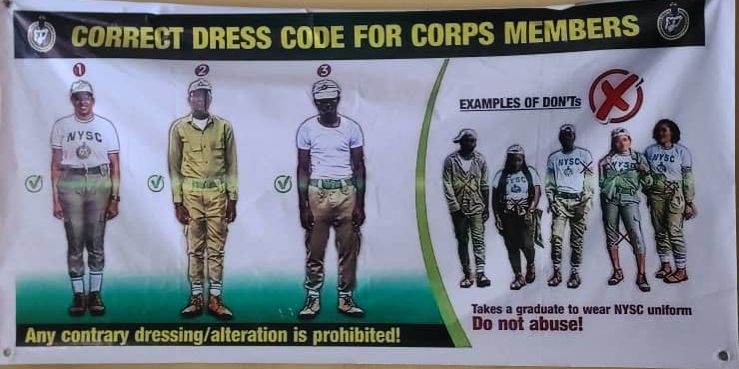 CORRECT DRESS CODE FOR CORPS MEMBERS
1
2
3
NYSC
EXAMPLES OF DON'Ts
NYSC
NYSC
NYSC
NYSC
Takes a graduate to wear NYSC uniform
Do not abuse!
Any contrary dressing/alteration is prohibited!